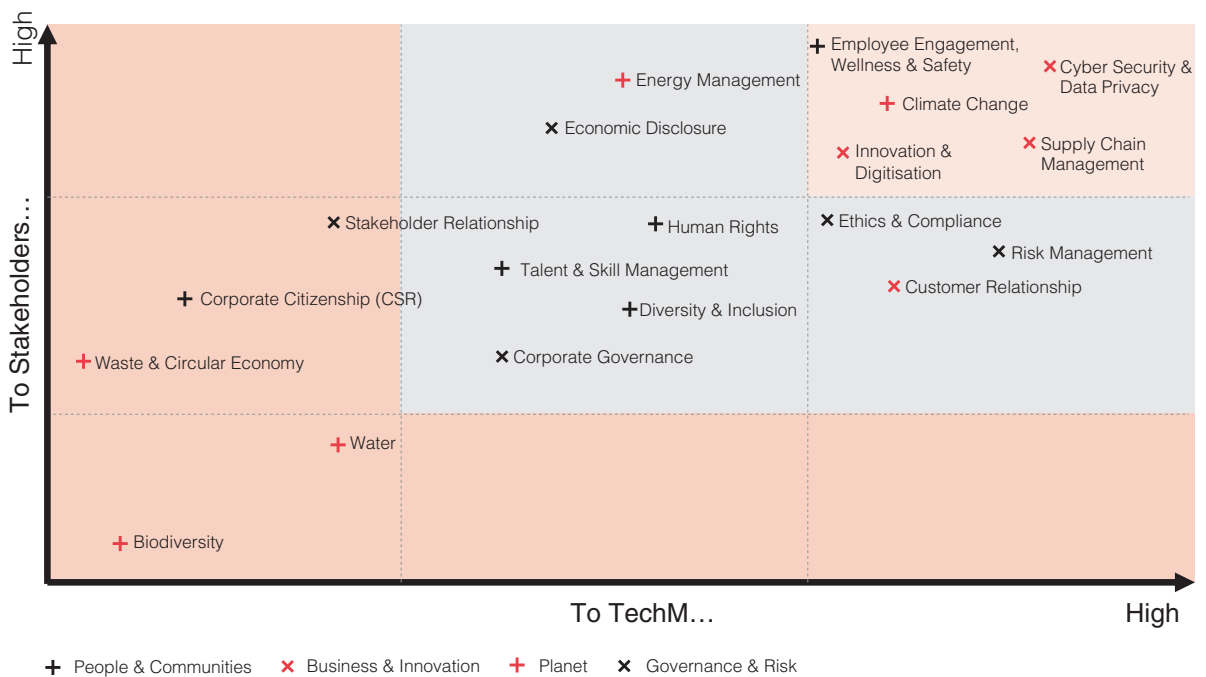 High
To Stakeholders…
Employee Engagement,
Wellness & Safety
Cyber Security &
Data Privacy
Energy Management
Climate Change
Economic Disclosure
Innovation &
Digitisation
Supply Chain
Management
Stakeholder Relationship
Human Rights
Ethics & Compliance
Risk Management
Talent & Skill Management
Customer Relationship
Corporate Citizenship (CSR)
Diversity & Inclusion
Corporate Governance
Waste & Circular Economy
Water
Biodiversity
To TechM…
High
People & Communities
Business & Innovation
Planet
Governance & Risk